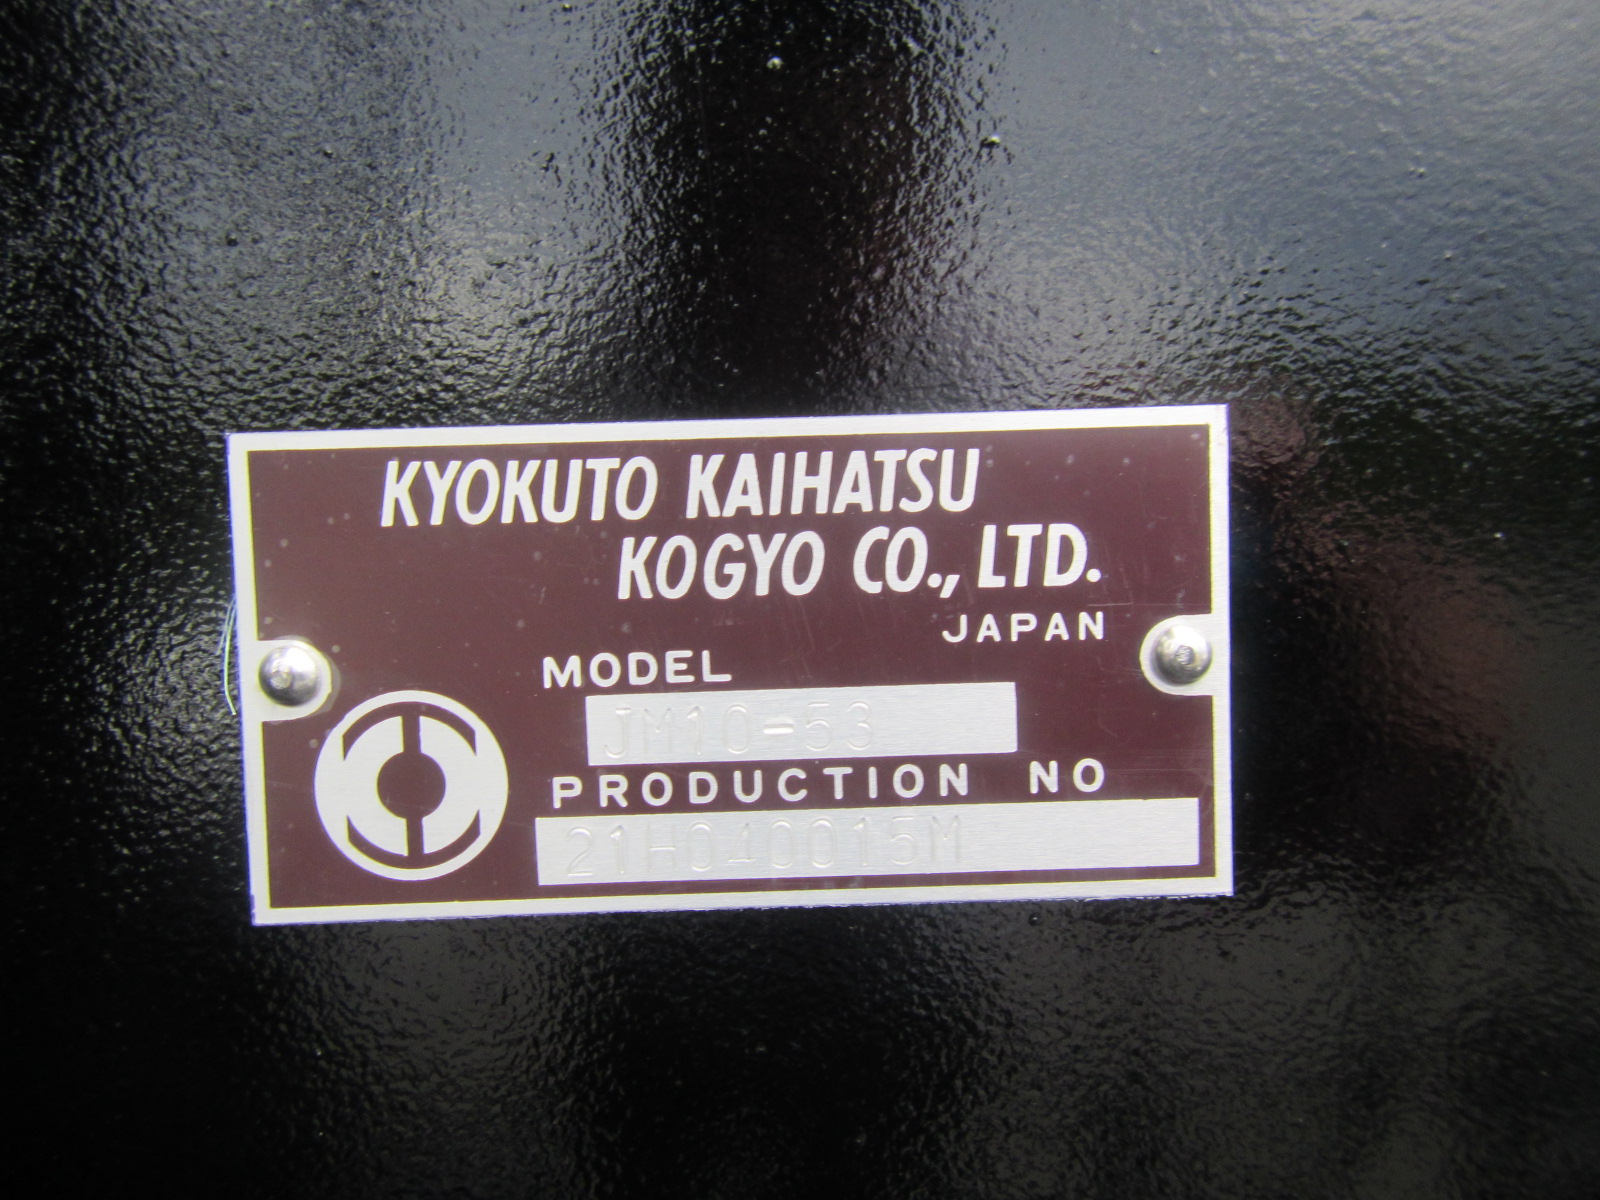 KYOKUTO KAIHATSU
KOGYO CO., LTD.
JAPAN
MODEL
JM10-53
PRODUCTION NO
21H040015M